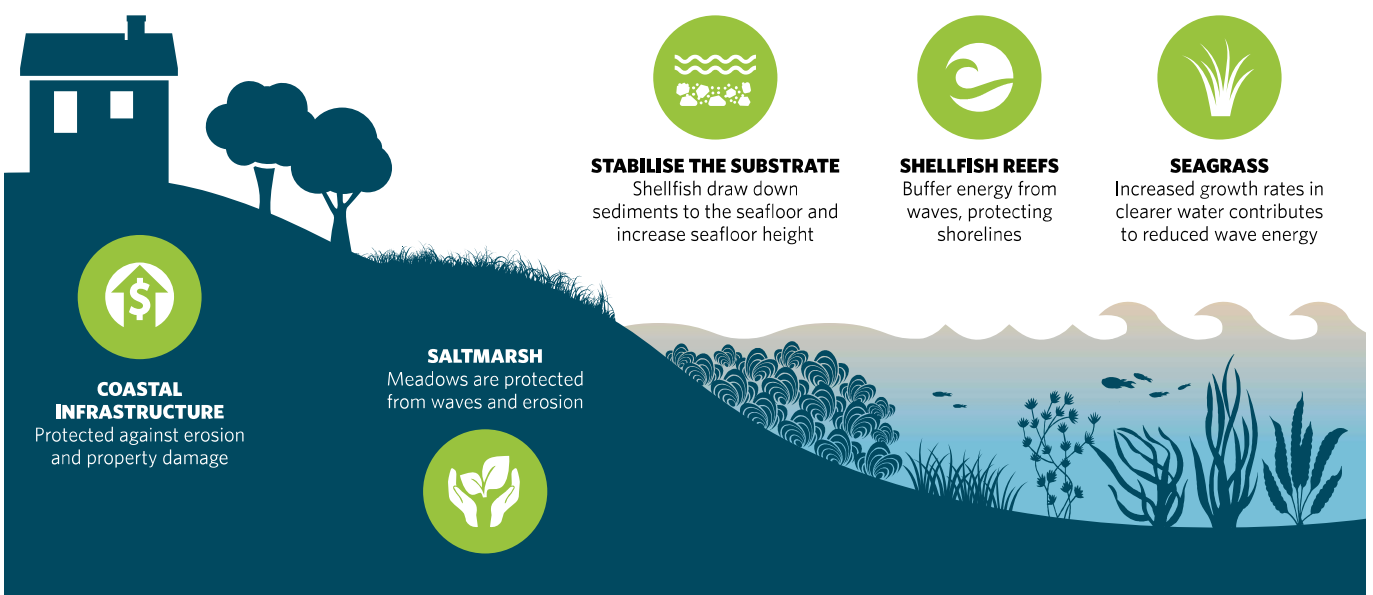 STABILISE THE SUBSTRATE
Shellfish draw down
sediments to the seafloor and
increase seafloor height
SHELLFISH REEFS
Buffer energy from
waves, protecting
shorelines
SEAGRASS
Increased growth rates in
clearer water contributes
to reduced wave energy
$
COASTAL
INFRASTRUCTURE
Protected against erosion
and property damage
SALTMARSH
Meadows are protected
from waves and erosion